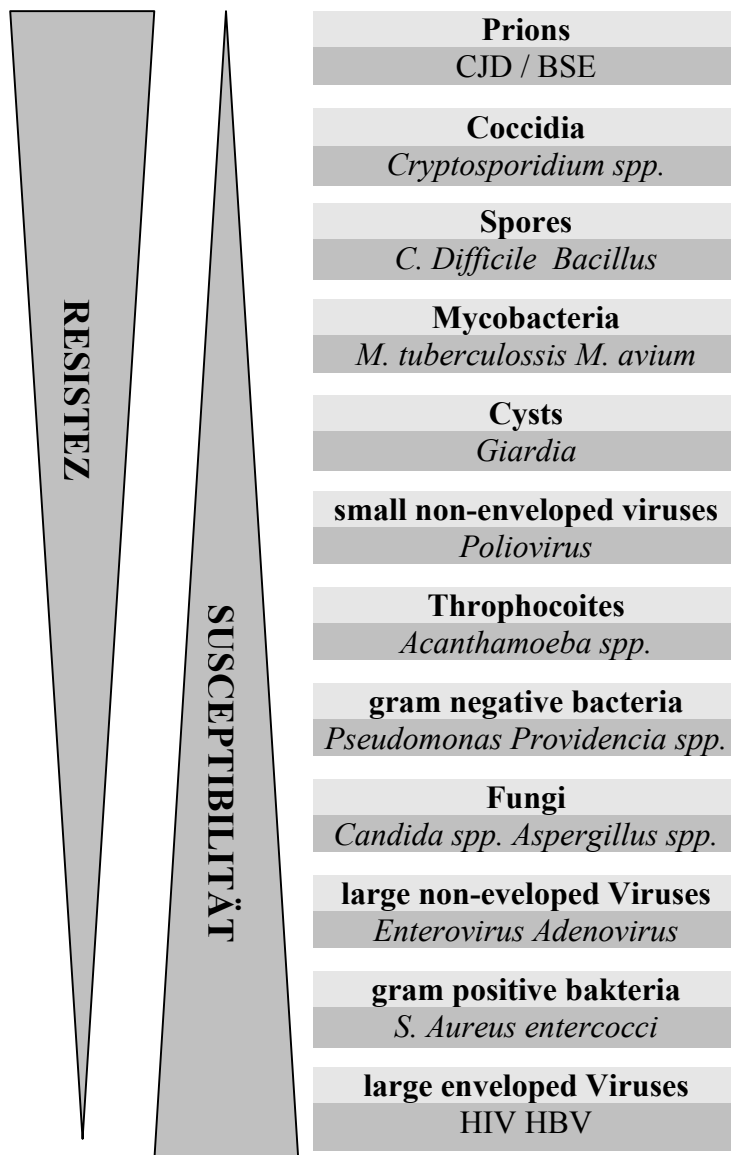 Prions
CJD / BSE
Coccidia
Cryptosporidium spp.
Spores
C. Difficile Bacillus
Mycobacteria
M. tuberculossis M. avium
Cysts
Giardia
small non-enveloped viruses
Poliovirus
Throphocoites
Acanthamoeba spp.
gram negative bacteria
Pseudomonas Providencia spp.
Fungi
Candida spp. Aspergillus spp.
large non-eveloped Viruses
Enterovirus Adenovirus
gram positive bakteria
S. Aureus entercocci
large enveloped Viruses
HIV HBV
RESISTEZ
SUSCEPTIBILITÄT